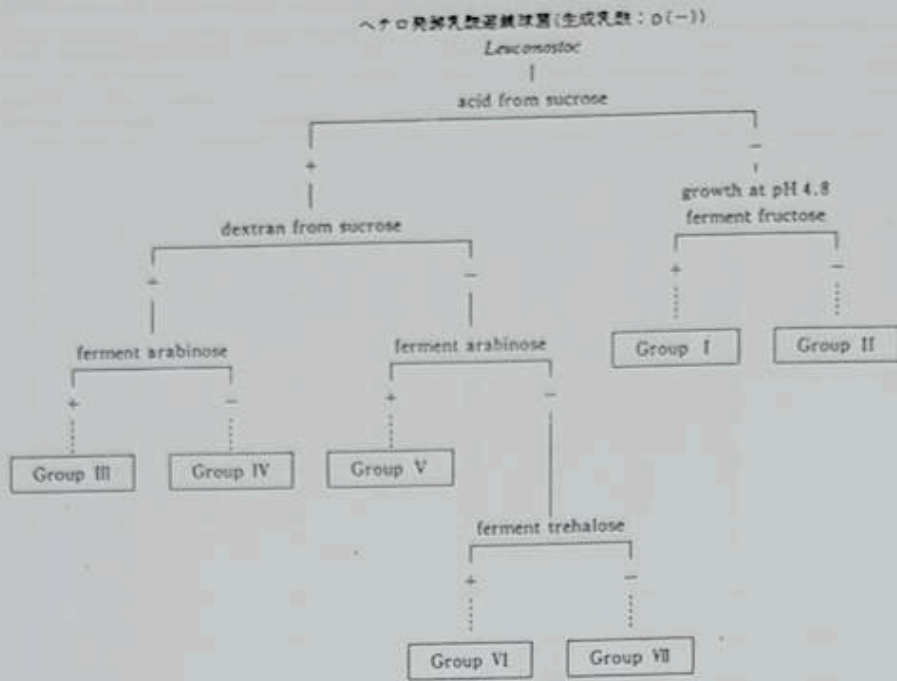 ヘテロ発酵乳酸連鎖球菌(生成乳酸：D(−))
Leuconostoc
acid from sucrose
+ −
growth at pH 4.8
dextran from sucrose ferment fructose
+ − + −
ferment arabinose ferment arabinose Group I Group II
+ − + −
Group III Group IV Group V
ferment trehalose
+ −
Group VI Group VII